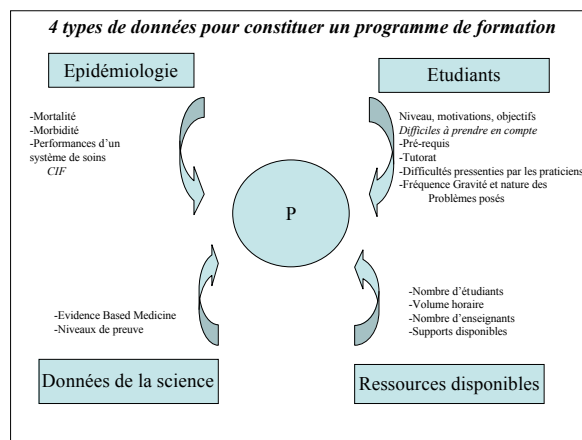 4 types de données pour constituer un programme de formation
Epidémiologie
-Mortalité
-Morbidité
-Performances d'un
système de soins
CIF
Etudiants
Niveau, motivations, objectifs
Difficiles à prendre en compte
-Pré-requis
-Tutorat
-Difficultés pressenties par les praticiens
-Fréquence Gravité et nature des
Problèmes posés
P
-Evidence Based Medicine
-Niveaux de preuve
Données de la science
-Nombre d'étudiants
-Volume horaire
-Nombre d'enseignants
-Supports disponibles
Ressources disponibles